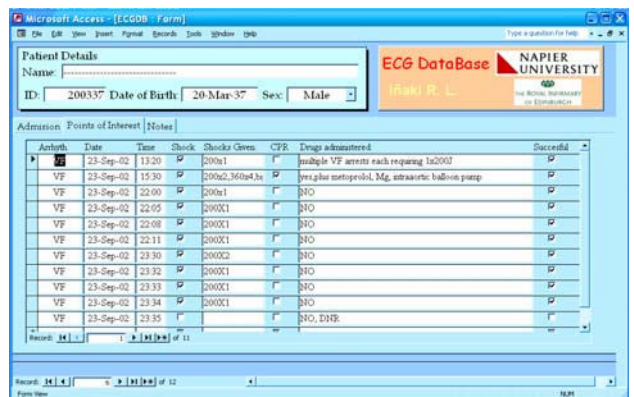 Microsoft Access - [ECGDB : Form]
File Edit View Insert Format Records Tools Window Help Type a question for help
Patient Details
Name: ------------------------------
ID: 200337 Date of Birth: 20-Mar-37 Sex: Male
ECG DataBase
Iñaki R. L.
NAPIER
UNIVERSITY
THE ROYAL INFIRMARY
OF EDINBURGH
Admision Points of Interest Notes
Arrhyth Date Time Shock Shocks Given CPR Drugs administered Succesful
VF 23-Sep-02 13:20 200x1 multiple VF arrests each requiring 1x200J
VF 23-Sep-02 15:30 200x2,360x4,be yes,plus metoprolol, Mg, intraaortic balloon pump
VF 23-Sep-02 22:00 200x1 NO
VF 23-Sep-02 22:05 200X1 NO
VF 23-Sep-02 22:08 200X1 NO
VF 23-Sep-02 22:11 200X1 NO
VF 23-Sep-02 23:30 200X2 NO
VF 23-Sep-02 23:32 200X1 NO
VF 23-Sep-02 23:33 200X1 NO
VF 23-Sep-02 23:34 200X1 NO
VF 23-Sep-02 23:35 NO, DNR
Record: 1 of 11
Record: 6 of 12
Form View NUM